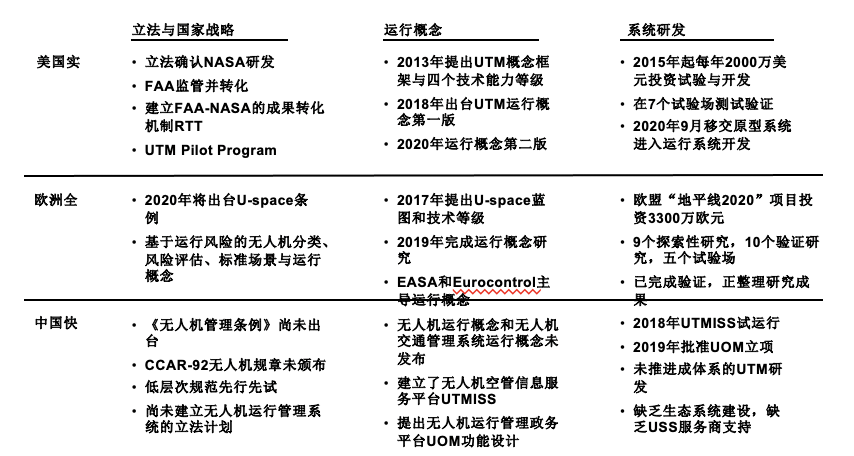 立法与国家战略
运行概念
系统研发
美国实
• 立法确认NASA研发
• FAA监管并转化
• 建立FAA-NASA的成果转化
机制RTT
• UTM Pilot Program
• 2013年提出UTM概念框
架与四个技术能力等级
• 2018年出台UTM运行概
念第一版
• 2020年运行概念第二版
• 2015年起每年2000万美
元投资试验与开发
• 在7个试验场测试验证
• 2020年9月移交原型系统
进入运行系统开发
欧洲全
• 2020年将出台U-space条
例
• 基于运行风险的无人机分类、
风险评估、标准场景与运行
概念
• 2017年提出U-space蓝
图和技术等级
• 2019年完成运行概念研
究
• EASA和Eurocontrol主
导运行概念
• 欧盟“地平线2020”项目投
资3300万欧元
• 9个探索性研究，10个验证研
究，五个试验场
• 已完成验证，正整理研究成
果
中国快
• 《无人机管理条例》尚未出
台
• CCAR-92无人机规章未颁布
• 低层次规范先行先试
• 尚未建立无人机运行管理系
统的立法计划
• 无人机运行概念和无人机
交通管理系统运行概念未
发布
• 建立了无人机空管信息服
务平台UTMISS
• 提出无人机运行管理政务
平台UOM功能设计
• 2018年UTMISS试运行
• 2019年批准UOM立项
• 未推进成体系的UTM研
发
• 缺乏生态系统建设，缺
乏USS服务商支持